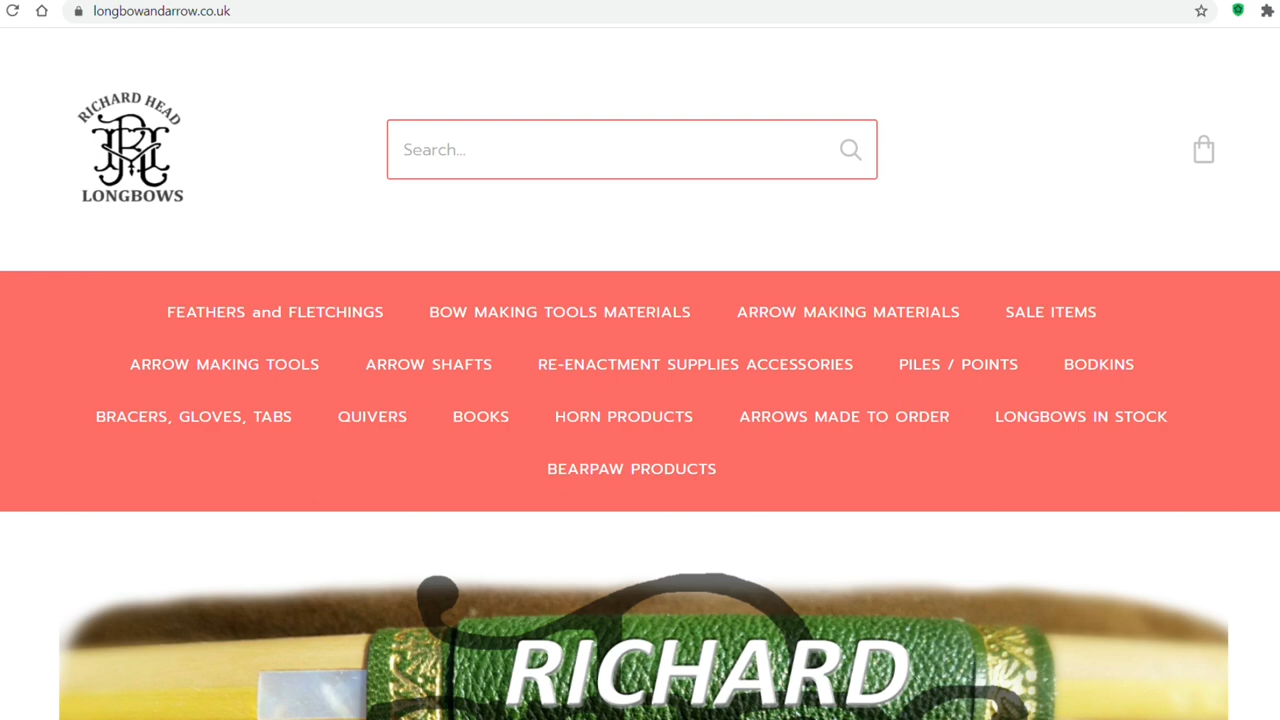 longbowandarrow.co.uk
RICHARD HEAD
RH
LONGBOWS
Search...
FEATHERS and FLETCHINGS BOW MAKING TOOLS MATERIALS ARROW MAKING MATERIALS SALE ITEMS
ARROW MAKING TOOLS ARROW SHAFTS RE-ENACTMENT SUPPLIES ACCESSORIES PILES / POINTS BODKINS
BRACERS, GLOVES, TABS QUIVERS BOOKS HORN PRODUCTS ARROWS MADE TO ORDER LONGBOWS IN STOCK
BEARPAW PRODUCTS
RICHARD